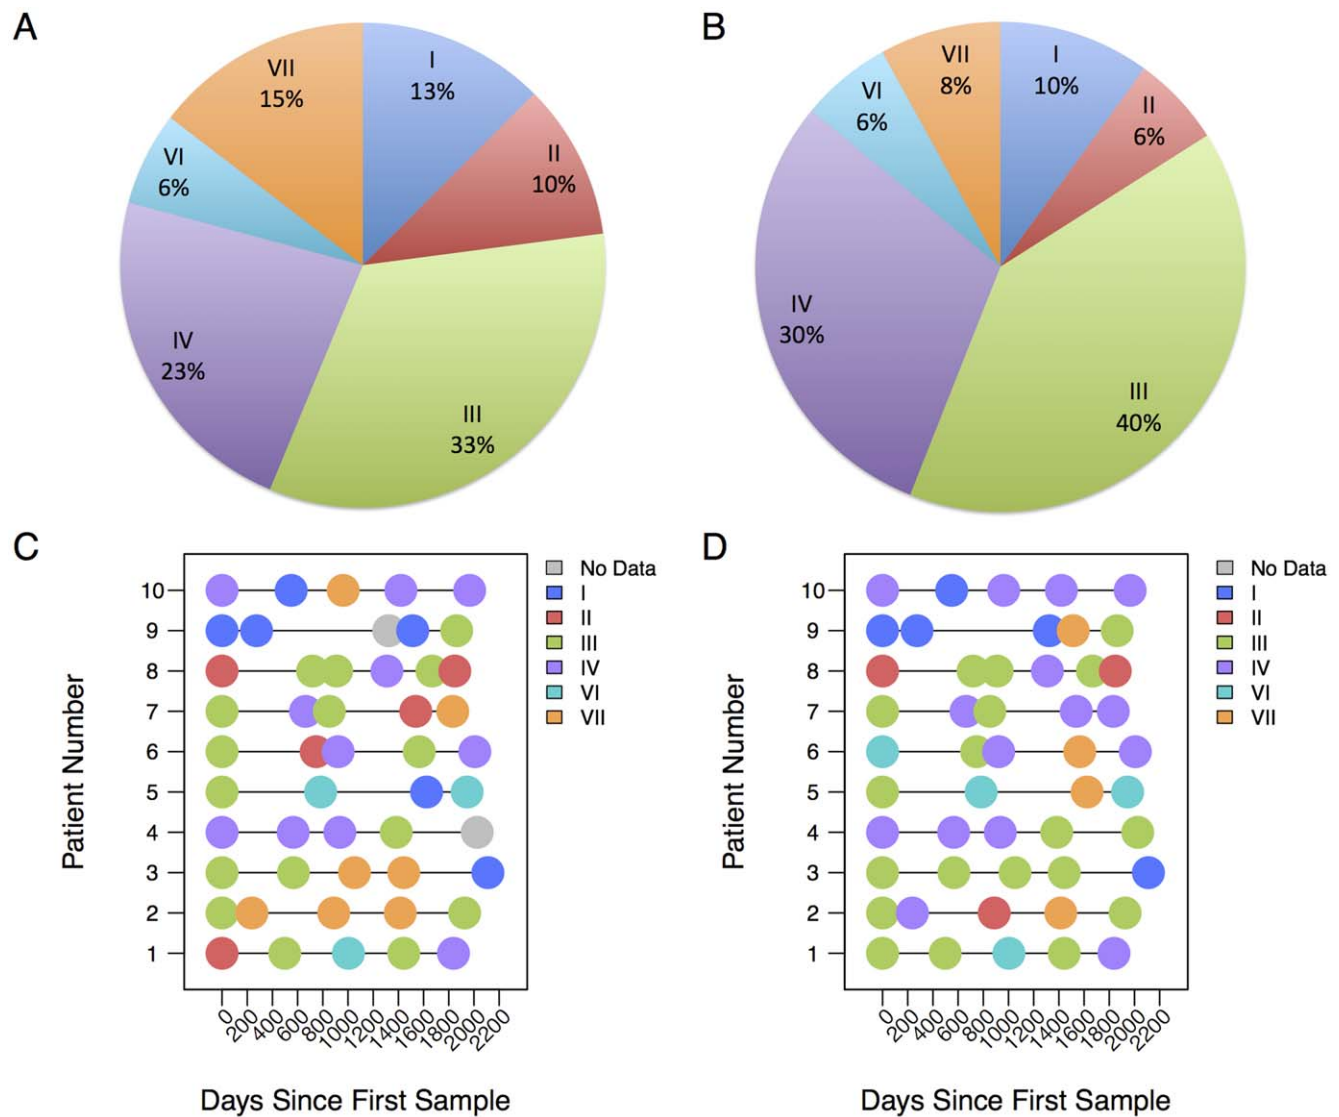 A
I
13%
II
10%
III
33%
IV
23%
VI
6%
VII
15%
B
I
10%
II
6%
III
40%
IV
30%
VI
6%
VII
8%
C
Patient Number
10
9
8
7
6
5
4
3
2
1
0 200 400 600 800 1000 1200 1400 1600 1800 2000 2200
Days Since First Sample
No Data
I
II
III
IV
VI
VII
D
Patient Number
10
9
8
7
6
5
4
3
2
1
0 200 400 600 800 1000 1200 1400 1600 1800 2000 2200
Days Since First Sample
No Data
I
II
III
IV
VI
VII